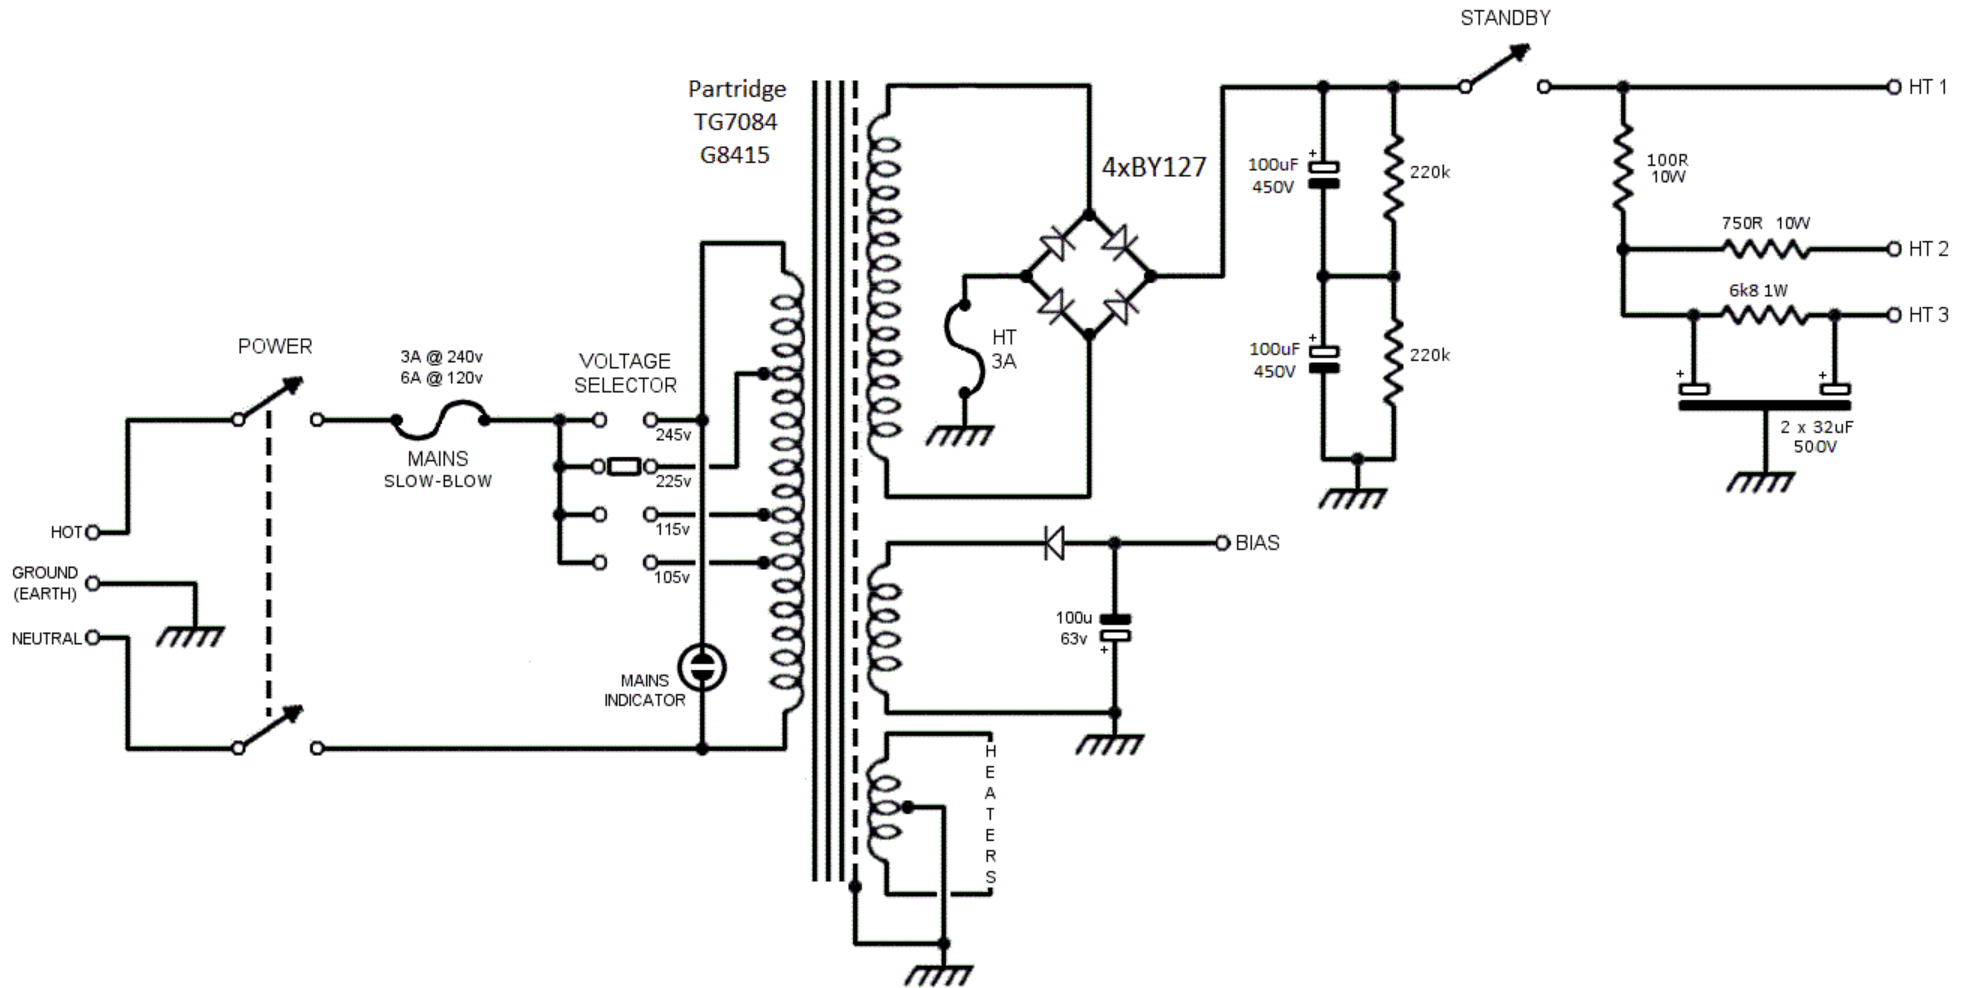 STANDBY
Partridge
TG7084
G8415
HT 1
4xBY127
100uF
450V
220k
100R
10W
750R 10W
HT 2
6k8 1W
HT 3
POWER
3A @ 240v
6A @ 120v
VOLTAGE
SELECTOR
HT
3A
100uF
450V
220k
2 x 32uF
500V
MAINS
SLOW-BLOW
245v
225v
115v
105v
HOT
GROUND
(EARTH)
NEUTRAL
BIAS
100u
63v
MAINS
INDICATOR
HEATERS